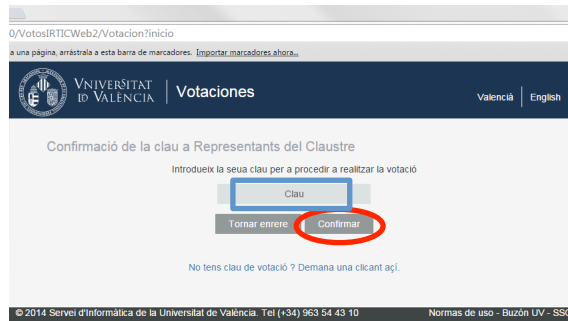 0/VotosIRTICWeb2/Votacion?inicio
a una página, arrástrala a esta barra de marcadores. Importar marcadores ahora...
VNIVERSITAT
ID VALÈNCIA
Votaciones
Valencià
English
Confirmació de la clau a Representants del Claustre
Introdueix la seua clau per a procedir a realitzar la votació
Clau
Tornar enrere
Confirmar
No tens clau de votació ? Demana una clicant açí.
© 2014 Servei d'Informàtica de la Universitat de València. Tel (+34) 963 54 43 10
Normas de uso - Buzón UV - SSC